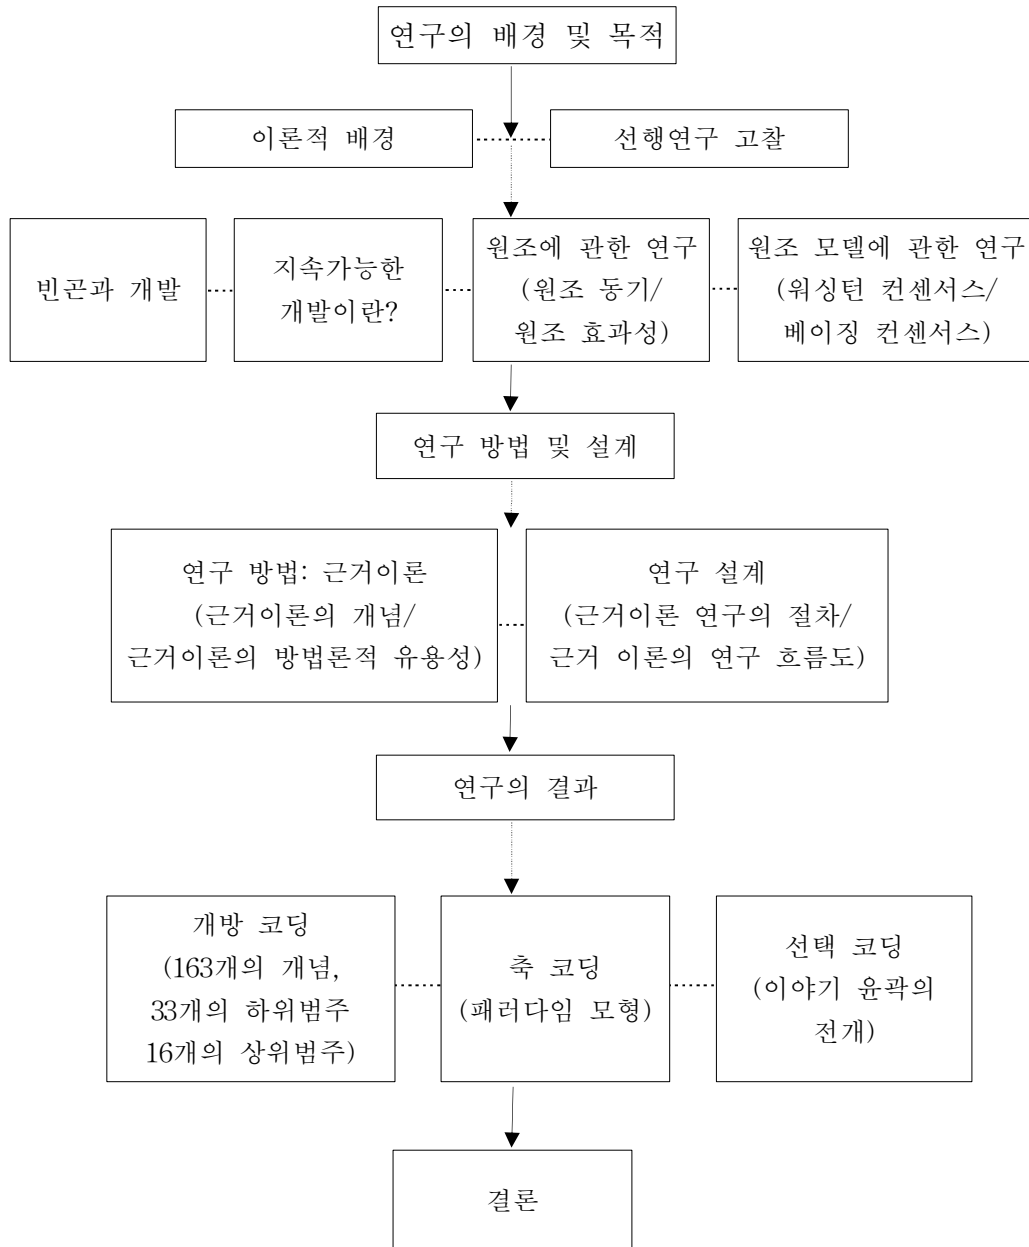 연구의 배경 및 목적
이론적 배경
선행연구 고찰
빈곤과 개발
지속가능한
개발이란?
원조에 관한 연구
(원조 동기/
원조 효과성)
원조 모델에 관한 연구
(워싱턴 컨센서스/
베이징 컨센서스)
연구 방법 및 설계
연구 방법: 근거이론
(근거이론의 개념/
근거이론의 방법론적 유용성)
연구 설계
(근거이론 연구의 절차/
근거 이론의 연구 흐름도)
연구의 결과
개방 코딩
(163개의 개념,
33개의 하위범주
16개의 상위범주)
축 코딩
(패러다임 모형)
선택 코딩
(이야기 윤곽의
전개)
결론